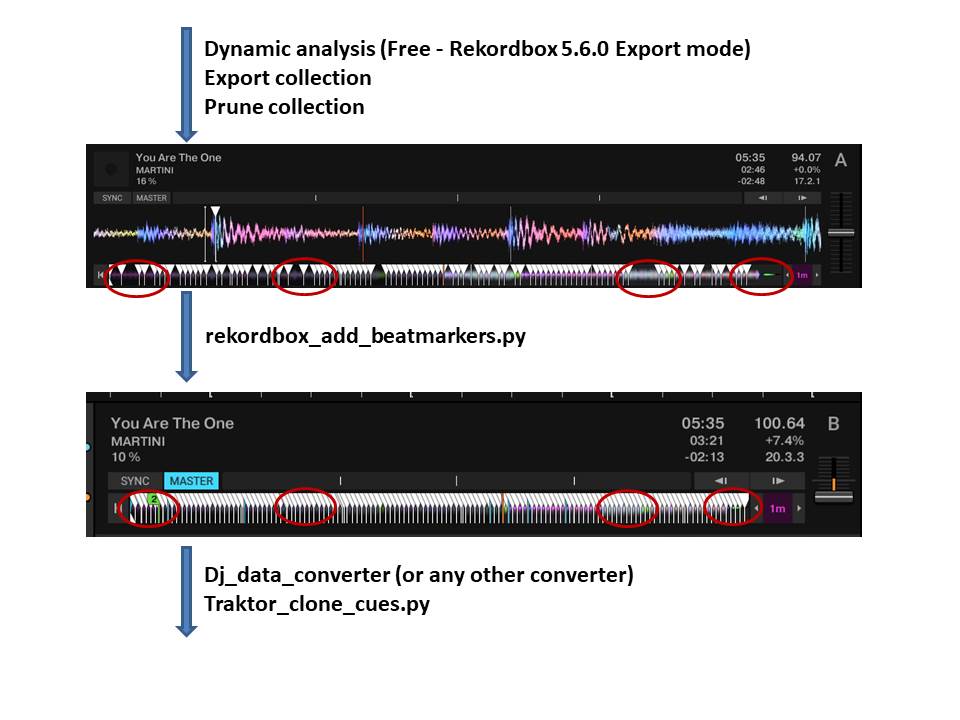 Dynamic analysis (Free - Rekordbox 5.6.0 Export mode)
Export collection
Prune collection
You Are The One
MARTINI
16 %
05:35 94.07 A
02:46 +0.0%
-02:48 17.2.1
SYNC MASTER
1m
rekordbox_add_beatmarkers.py
You Are The One
MARTINI
10 %
05:35 100.64 B
03:21 +7.4%
-02:13 20.3.3
SYNC MASTER
2
1m
Dj_data_converter (or any other converter)
Traktor_clone_cues.py